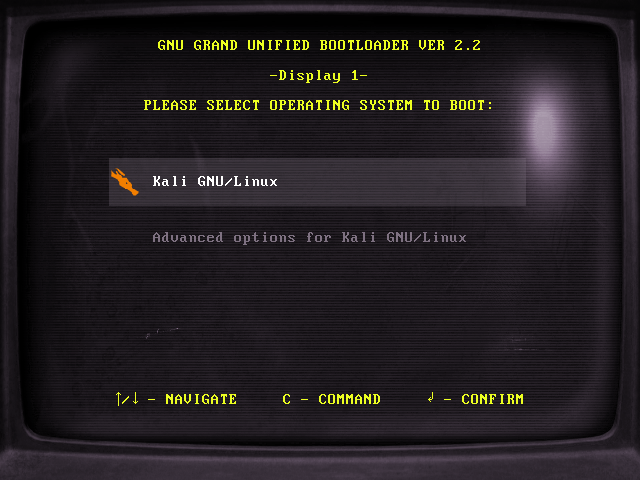 GNU GRAND UNIFIED BOOTLOADER VER 2.2
-Display 1-
PLEASE SELECT OPERATING SYSTEM TO BOOT:
Kali GNU/Linux
Advanced options for Kali GNU/Linux
↑/↓ - NAVIGATE C - COMMAND ↲ - CONFIRM